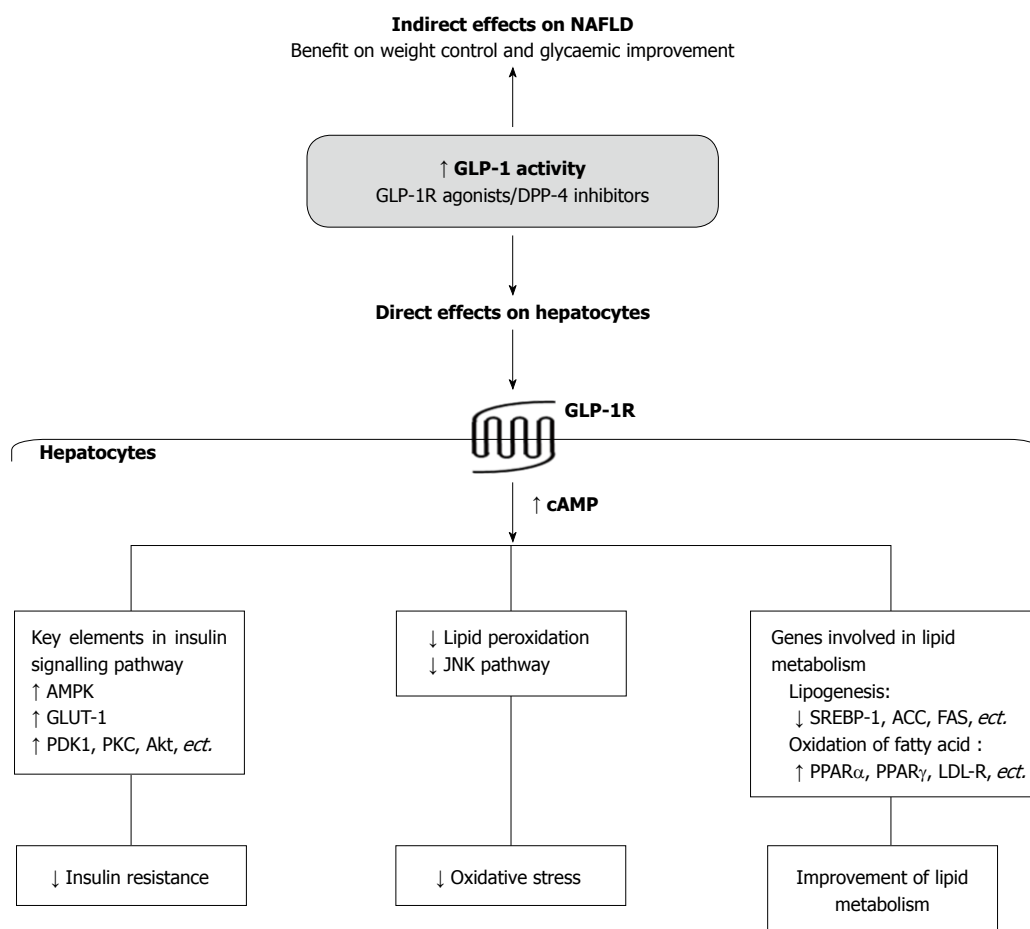 Indirect effects on NAFLD
Benefit on weight control and glycaemic improvement
↑ GLP-1 activity
GLP-1R agonists/DPP-4 inhibitors
Direct effects on hepatocytes
GLP-1R
Hepatocytes
↑ cAMP
Key elements in insulin
signalling pathway
↑ AMPK
↑ GLUT-1
↑ PDK1, PKC, Akt, ect.
↓ Insulin resistance
↓ Lipid peroxidation
↓ JNK pathway
↓ Oxidative stress
Genes involved in lipid
metabolism
Lipogenesis:
↓ SREBP-1, ACC, FAS, ect.
Oxidation of fatty acid :
↑ PPARα, PPARγ, LDL-R, ect.
Improvement of lipid
metabolism